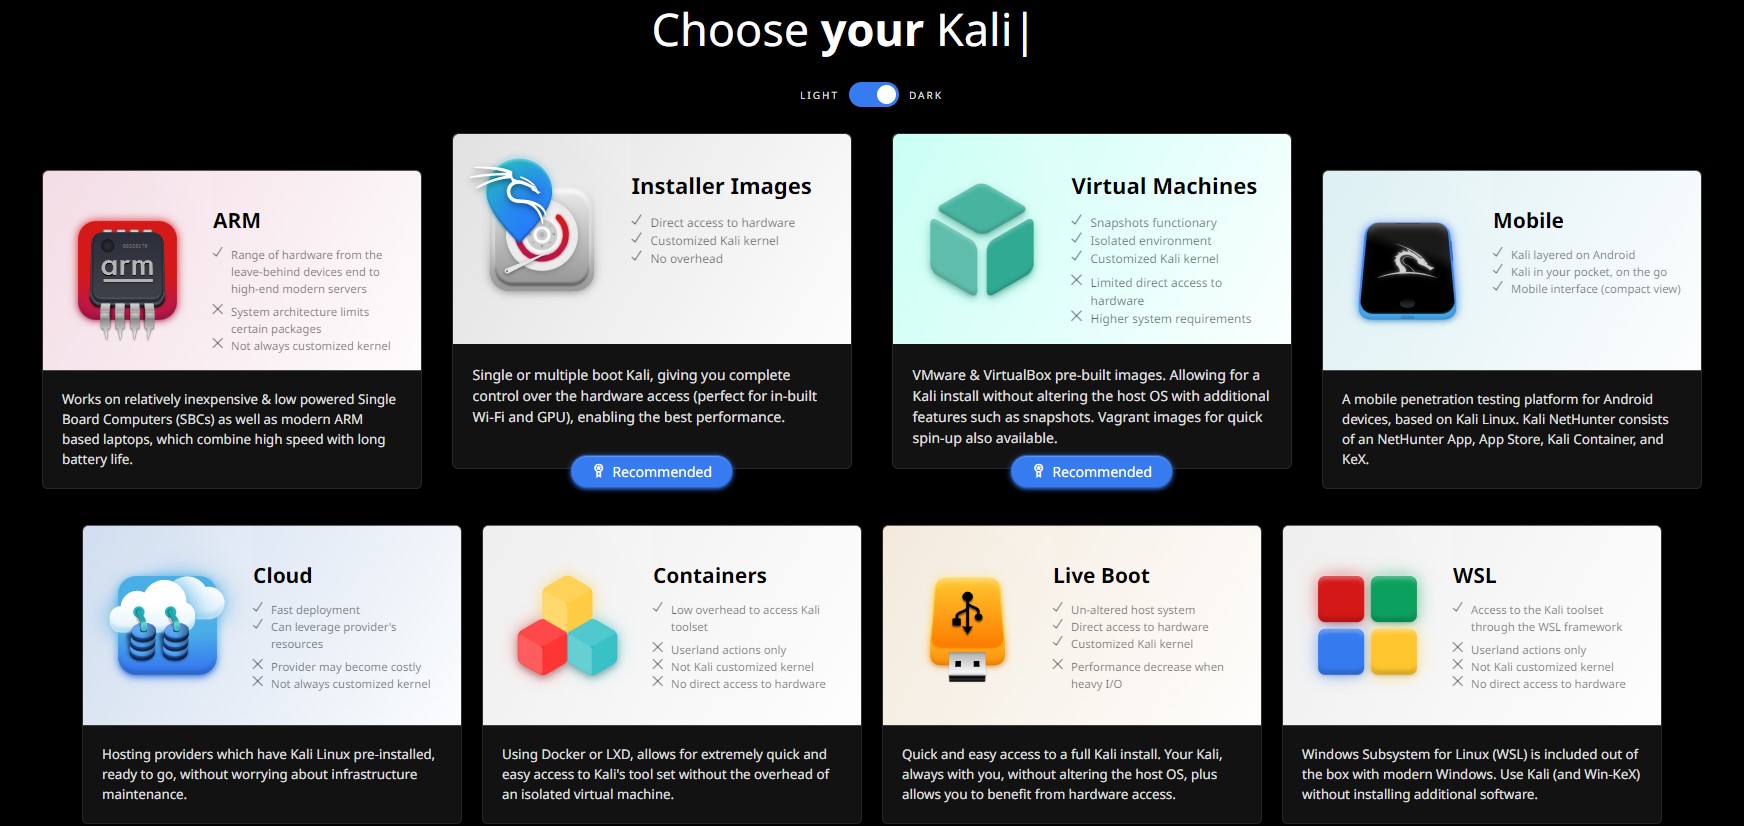 Choose your Kali|
LIGHT
DARK
ARM
Range of hardware from the
leave-behind devices end to
high-end modern servers
System architecture limits
certain packages
Not always customized kernel
arm
Works on relatively inexpensive & low powered Single
Board Computers (SBCs) as well as modern ARM
based laptops, which combine high speed with long
battery life.
Installer Images
Direct access to hardware
Customized Kali kernel
No overhead
Single or multiple boot Kali, giving you complete
control over the hardware access (perfect for in-built
Wi-Fi and GPU), enabling the best performance.
Recommended
Virtual Machines
Snapshots functionary
Isolated environment
Customized Kali kernel
Limited direct access to
hardware
Higher system requirements
VMware & VirtualBox pre-built images. Allowing for a
Kali install without altering the host OS with additional
features such as snapshots. Vagrant images for quick
spin-up also available.
Recommended
Mobile
Kali layered on Android
Kali in your pocket, on the go
Mobile interface (compact view)
A mobile penetration testing platform for Android
devices, based on Kali Linux. Kali NetHunter consists
of an NetHunter App, App Store, Kali Container, and
KeX.
Cloud
Fast deployment
Can leverage provider's
resources
Provider may become costly
Not always customized kernel
Hosting providers which have Kali Linux pre-installed,
ready to go, without worrying about infrastructure
maintenance.
Containers
Low overhead to access Kali
toolset
Userland actions only
Not Kali customized kernel
No direct access to hardware
Using Docker or LXD, allows for extremely quick and
easy access to Kali's tool set without the overhead of
an isolated virtual machine.
Live Boot
Un-altered host system
Direct access to hardware
Customized Kali kernel
Performance decrease when
heavy I/O
Quick and easy access to a full Kali install. Your Kali,
always with you, without altering the host OS, plus
allows you to benefit from hardware access.
WSL
Access to the Kali toolset
through the WSL framework
Userland actions only
Not Kali customized kernel
No direct access to hardware
Windows Subsystem for Linux (WSL) is included out of
the box with modern Windows. Use Kali (and Win-KeX)
without installing additional software.